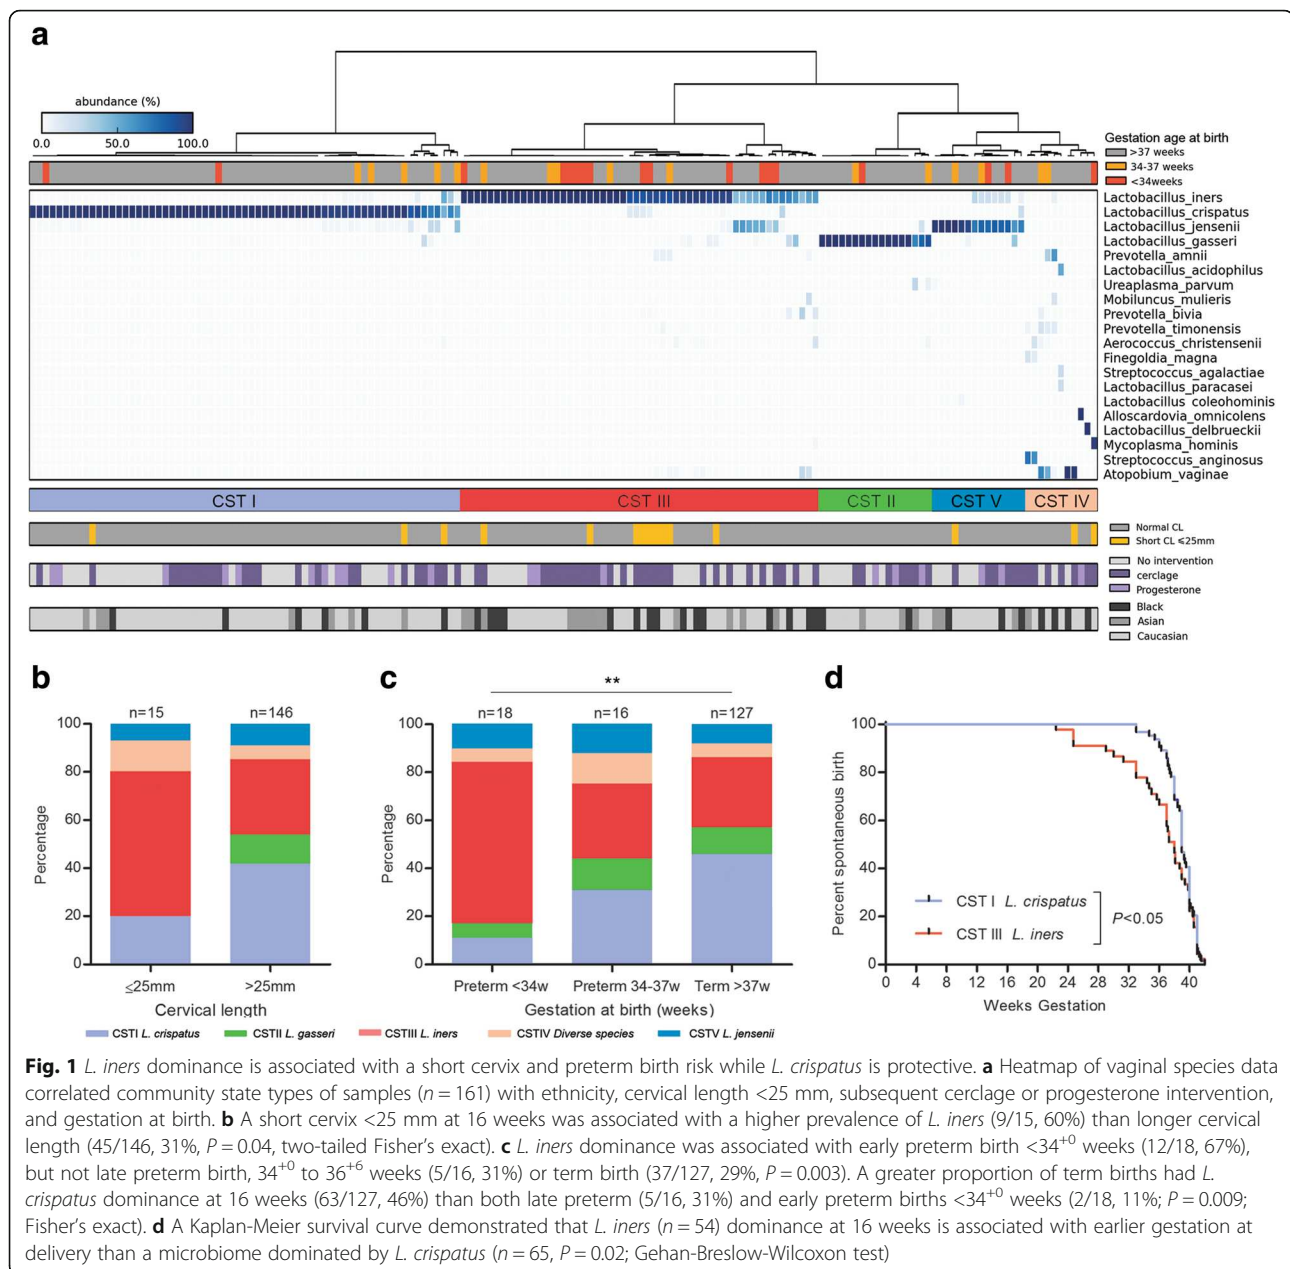 a
abundance (%)
0.0 50.0 100.0
Gestation age at birth
>37 weeks
34-37 weeks
<34weeks
Lactobacillus_iners
Lactobacillus_crispatus
Lactobacillus_jensenii
Lactobacillus_gasseri
Prevotella_amnii
Lactobacillus_acidophilus
Ureaplasma_parvum
Mobiluncus_mulieris
Prevotella_bivia
Prevotella_timonensis
Aerococcus_christensenii
Finegoldia_magna
Streptococcus_agalactiae
Lactobacillus_paracasei
Lactobacillus_coleohominis
Alloscardovia_omnicolens
Lactobacillus_delbrueckii
Mycoplasma_hominis
Streptococcus_anginosus
Atopobium_vaginae
CST I CST III CST II CST V CST IV
Normal CL
Short CL ≤25mm
No intervention
cerclage
Progesterone
Black
Asian
Caucasian
b
n=15 n=146
100
80
60
40
20
0
Percentage
≤25mm >25mm
Cervical length
c
**
n=18 n=16 n=127
100
80
60
40
20
0
Percentage
Preterm <34w Preterm 34-37w Term >37w
Gestation at birth (weeks)
CSTI L. crispatus CSTII L. gasseri CSTIII L. iners CSTIV Diverse species CSTV L. jensenii
d
100
80
60
40
20
0
Percent spontaneous birth
CST I L. crispatus
CST III L. iners
P<0.05
0 4 8 12 16 20 24 28 32 36 40
Weeks Gestation
Fig. 1 L. iners dominance is associated with a short cervix and preterm birth risk while L. crispatus is protective. a Heatmap of vaginal species data
correlated community state types of samples (n = 161) with ethnicity, cervical length <25 mm, subsequent cerclage or progesterone intervention,
and gestation at birth. b A short cervix <25 mm at 16 weeks was associated with a higher prevalence of L. iners (9/15, 60%) than longer cervical
length (45/146, 31%, P = 0.04, two-tailed Fisher's exact). c L. iners dominance was associated with early preterm birth <34+0 weeks (12/18, 67%),
but not late preterm birth, 34+0 to 36+6 weeks (5/16, 31%) or term birth (37/127, 29%, P = 0.003). A greater proportion of term births had L.
crispatus dominance at 16 weeks (63/127, 46%) than both late preterm (5/16, 31%) and early preterm births <34+0 weeks (2/18, 11%; P = 0.009;
Fisher's exact). d A Kaplan-Meier survival curve demonstrated that L. iners (n = 54) dominance at 16 weeks is associated with earlier gestation at
delivery than a microbiome dominated by L. crispatus (n = 65, P = 0.02; Gehan-Breslow-Wilcoxon test)